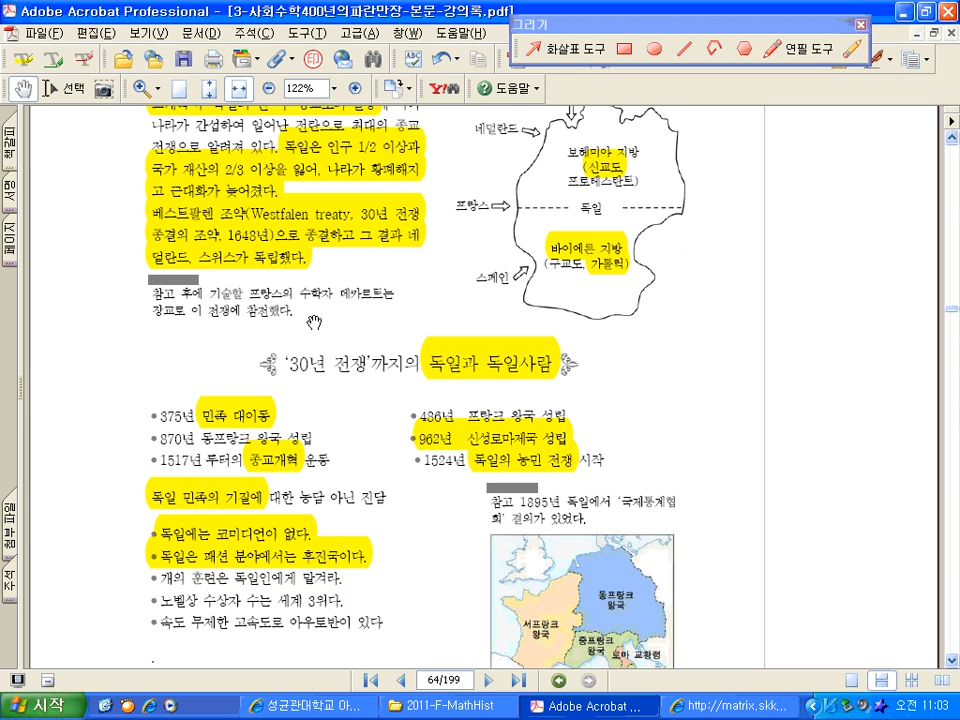 Adobe Acrobat Professional - [3-사회수학400년의파란만장-본문-강의록.pdf]
그리기
파일(F) 편집(E) 보기(V) 문서(D) 주석(C) 도구(T) 고급(A) 창(W) 도움말(H)
화살표 도구 연필 도구
선택 122% Y! 도움말
책갈피
서명
페이지
첨부 파일
주석
나라가 간섭하여 일어난 전란으로 최대의 종교
전쟁으로 알려져 있다. 독일은 인구 1/2 이상과
국가 재산의 2/3 이상을 잃어, 나라가 황폐해지
고 근대화가 늦어졌다.
베스트팔렌 조약(Westfalen treaty, 30년 전쟁
종결의 조약, 1648년)으로 종결하고 그 결과 네
덜란드, 스위스가 독립했다.
참고 후에 기술할 프랑스의 수학자 데카르트는
장교로 이 전쟁에 참전했다.
네덜란드
보헤미아 지방
(신교도,
프로테스탄트)
프랑스
독일
바이에른 지방
(구교도, 가톨릭)
스페인
'30년 전쟁'까지의 독일과 독일사람
•375년 민족 대이동
•870년 동프랑크 왕국 성립
•1517년 루터의 종교개혁 운동
•486년 프랑크 왕국 성립
•962년 신성로마제국 성립
•1524년 독일의 농민 전쟁 시작
독일 민족의 기질에 대한 농담 아닌 진담
•독일에는 코미디언이 없다.
•독일은 패션 분야에서는 후진국이다.
•개의 훈련은 독일인에게 맡겨라.
•노벨상 수상자 수는 세계 3위다.
•속도 무제한 고속도로 아우토반이 있다
참고 1895년 독일에서 '국제통계협
회' 결의가 있었다.
동프랑크
왕국
서프랑크
왕국
중프랑크
왕국
로마 교황령
64/199
시작
성균관대학교 아...
2011-F-MathHist
Adobe Acrobat ...
http://matrix.skk...
오전 11:03